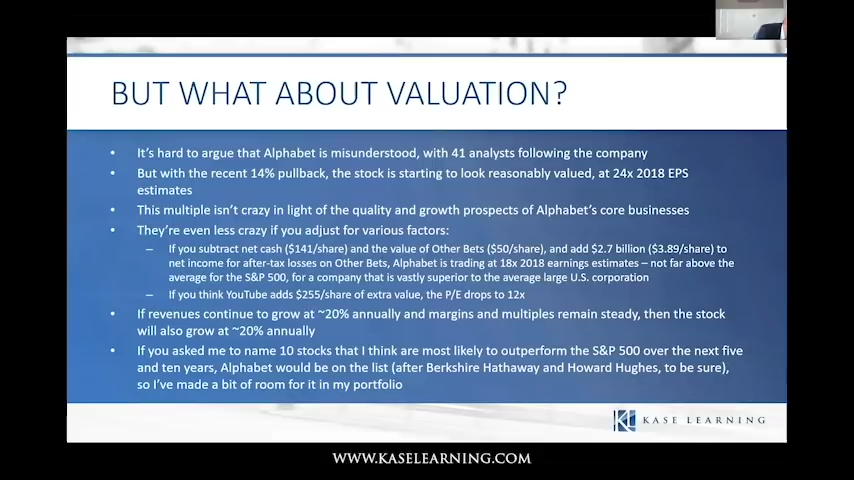 BUT WHAT ABOUT VALUATION?
• It's hard to argue that Alphabet is misunderstood, with 41 analysts following the company
• But with the recent 14% pullback, the stock is starting to look reasonably valued, at 24x 2018 EPS
estimates
• This multiple isn't crazy in light of the quality and growth prospects of Alphabet's core businesses
• They're even less crazy if you adjust for various factors:
– If you subtract net cash ($141/share) and the value of Other Bets ($50/share), and add $2.7 billion ($3.89/share) to
net income for after-tax losses on Other Bets, Alphabet is trading at 18x 2018 earnings estimates – not far above the
average for the S&P 500, for a company that is vastly superior to the average large U.S. corporation
– If you think YouTube adds $255/share of extra value, the P/E drops to 12x
• If revenues continue to grow at ~20% annually and margins and multiples remain steady, then the stock
will also grow at ~20% annually
• If you asked me to name 10 stocks that I think are most likely to outperform the S&P 500 over the next five
and ten years, Alphabet would be on the list (after Berkshire Hathaway and Howard Hughes, to be sure),
so I've made a bit of room for it in my portfolio
KASE LEARNING
WWW.KASELEARNING.COM